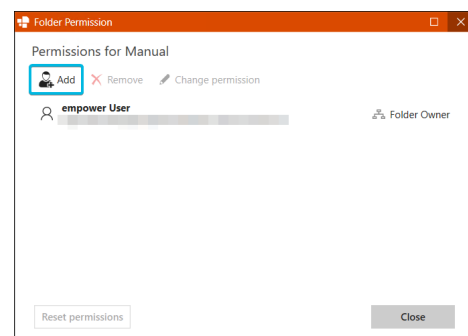 Folder Permission
Permissions for Manual
Add Remove Change permission
empower User
Folder Owner
Reset permissions Close